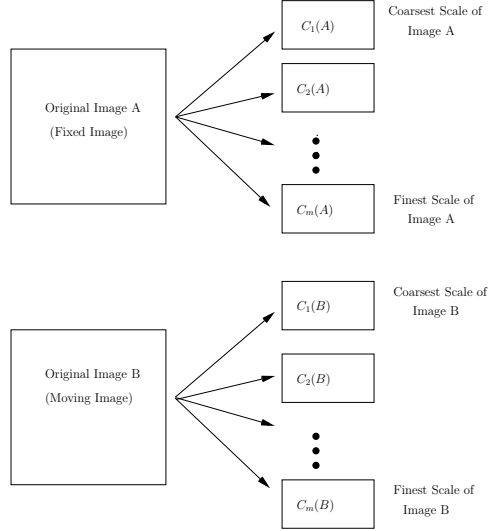 Coarsest Scale of
Image A
C₁(A)
Original Image A
(Fixed Image)
C₂(A)
Cₘ(A)
Finest Scale of
Image A
Coarsest Scale of
Image B
C₁(B)
Original Image B
(Moving Image)
C₂(B)
Cₘ(B)
Finest Scale of
Image B